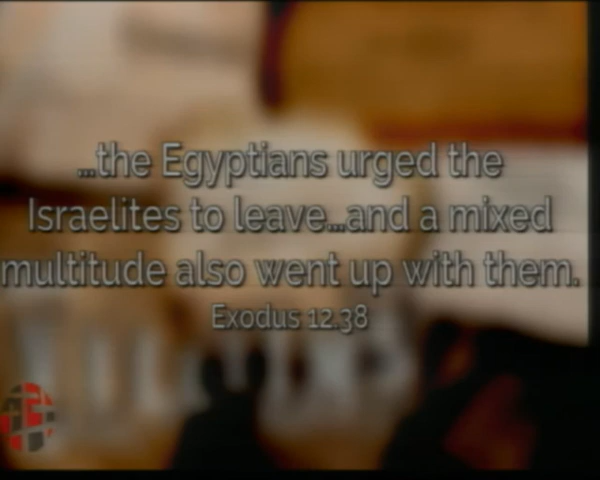 ...the Egyptians urged the
Israelites to leave...and a mixed
multitude also went up with them.
Exodus 12.38